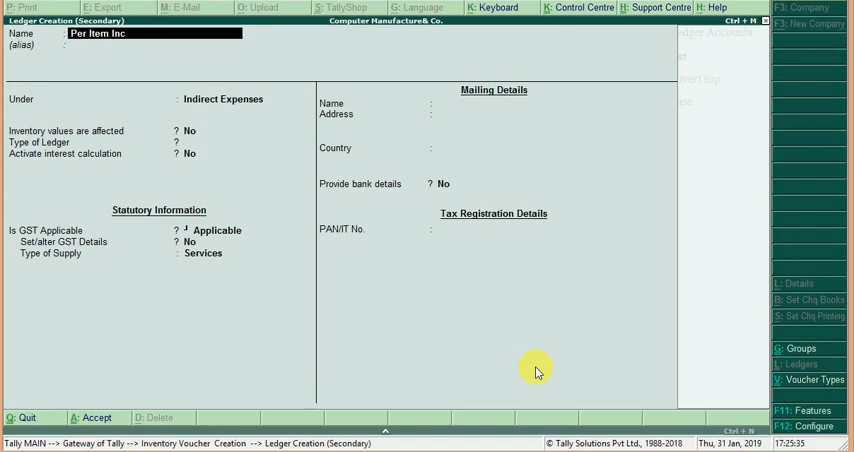 P: Print E: Export M: E-Mail O: Upload S: TallyShop G: Language K: Keyboard K: Control Centre H: Support Centre H: Help F3: Company
Ledger Creation (Secondary) Computer Manufacture& Co. Ctrl + M F3: New Company
Name : Per Item Inc
(alias) :
Under : Indirect Expenses
Inventory values are affected ? No
Type of Ledger ?
Activate interest calculation ? No
Statutory Information
Is GST Applicable ? Applicable
Set/alter GST Details ? No
Type of Supply : Services
Mailing Details
Name :
Address :
Country :
Provide bank details ? No
Tax Registration Details
PAN/IT No. :
L: Details
B: Set Chq Books
S: Set Chq Printing
G: Groups
L: Ledgers
V: Voucher Types
F11: Features
F12: Configure
Q: Quit A: Accept D: Delete
Ctrl + N
Tally MAIN --> Gateway of Tally --> Inventory Voucher Creation --> Ledger Creation (Secondary) © Tally Solutions Pvt Ltd., 1988-2018 Thu, 31 Jan, 2019 17:25:35